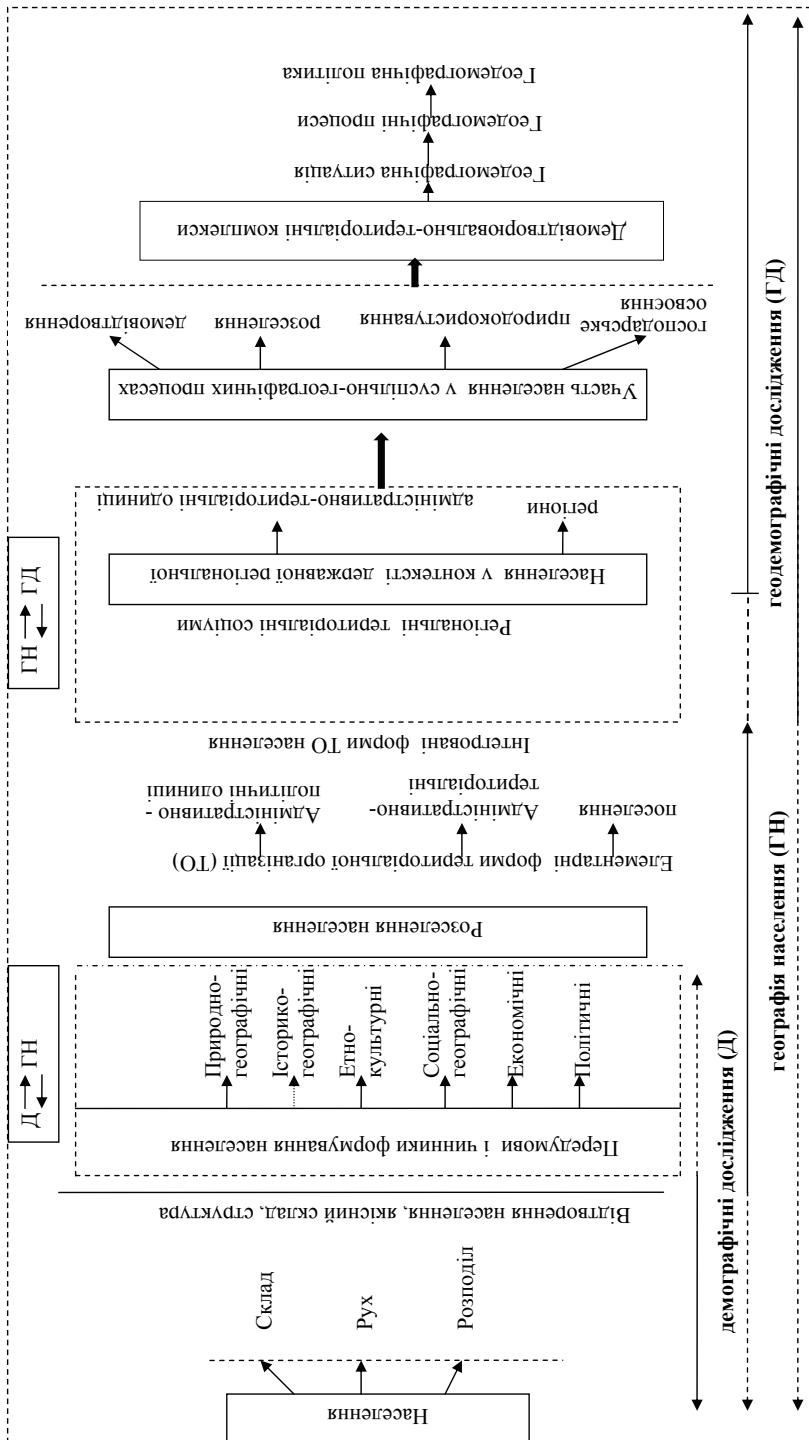 Населення
Склад
Рух
Розподіл
Відтворення населення, якісний склад, структура
Д ГН
Передумови і чинники формування населення
Природно-
географічні
Історико-
географічні
Етно-
культурні
Соціально-
географічні
Економічні
Політичні
Розселення населення
Елементарні форми територіальної організації (ТО)
Адміністративно -
політичні одиниці
Адміністративно-
територіальні
поселення
Інтегровані форми ТО населення
ГН ГД
Регіональні територіальні соціуми
Населення в контексті державної регіональної
адміністративно-територіальні одиниці
регіони
Участь населення у суспільно-географічних процесах
демовідтворення
розселення
природокористування
господарське
освоєння
Демовідтворювально-територіальні комплекси
Геодемографічна ситуація
Геодемографічні процеси
Геодемографічна політика
демографічні дослідження (Д)
географія населення (ГН)
геодемографічні дослідження (ГД)